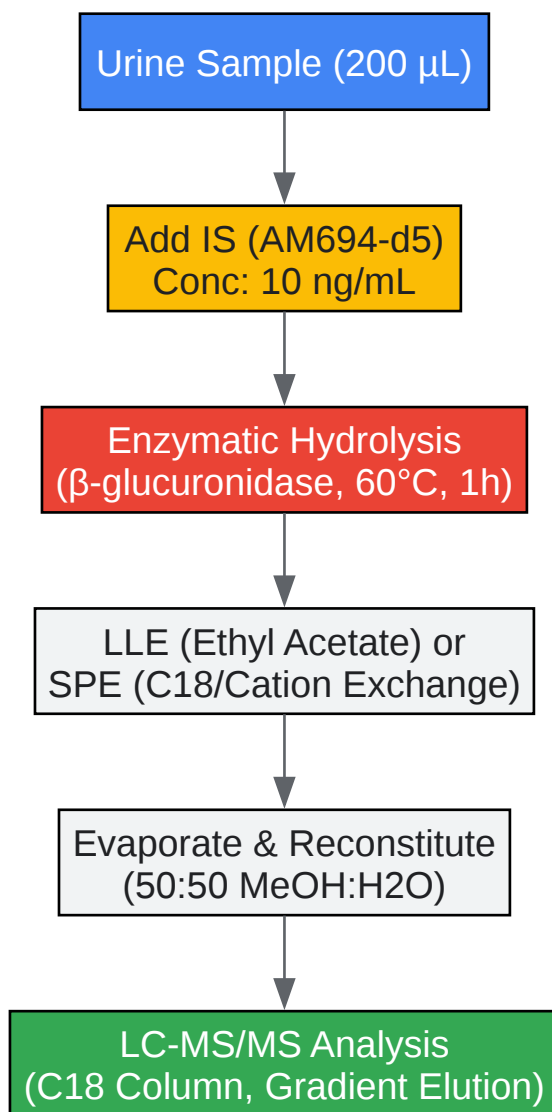 Urine Sample (200 µL)
Add IS (AM694-d5)
Conc: 10 ng/mL
Enzymatic Hydrolysis
(β-glucuronidase, 60°C, 1h)
LLE (Ethyl Acetate) or
SPE (C18/Cation Exchange)
Evaporate & Reconstitute
(50:50 MeOH:H2O)
LC-MS/MS Analysis
(C18 Column, Gradient Elution)